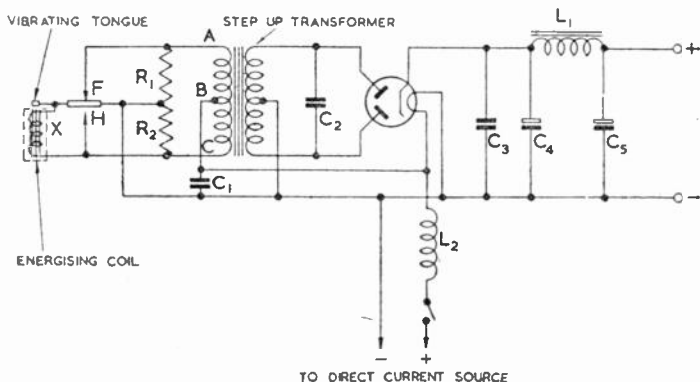 VIBRATING TONGUE
STEP UP TRANSFORMER
L1
A
+
F
R1
B
X
H
R2
C
C2
C3
C4
C5
C1
−
L2
− +
TO DIRECT CURRENT SOURCE
ENERGISING COIL